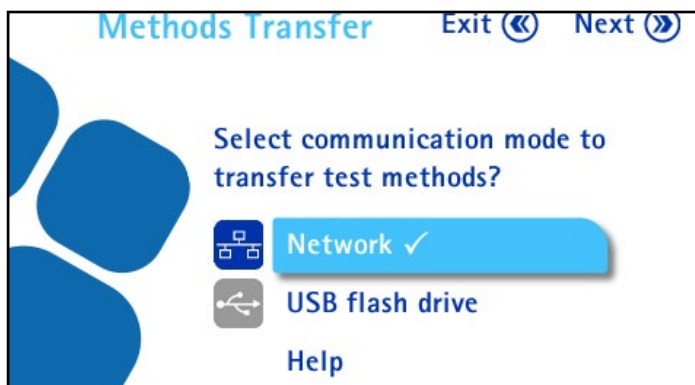 Methods Transfer Exit Next
Select communication mode to
transfer test methods?
Network ✓
USB flash drive
Help